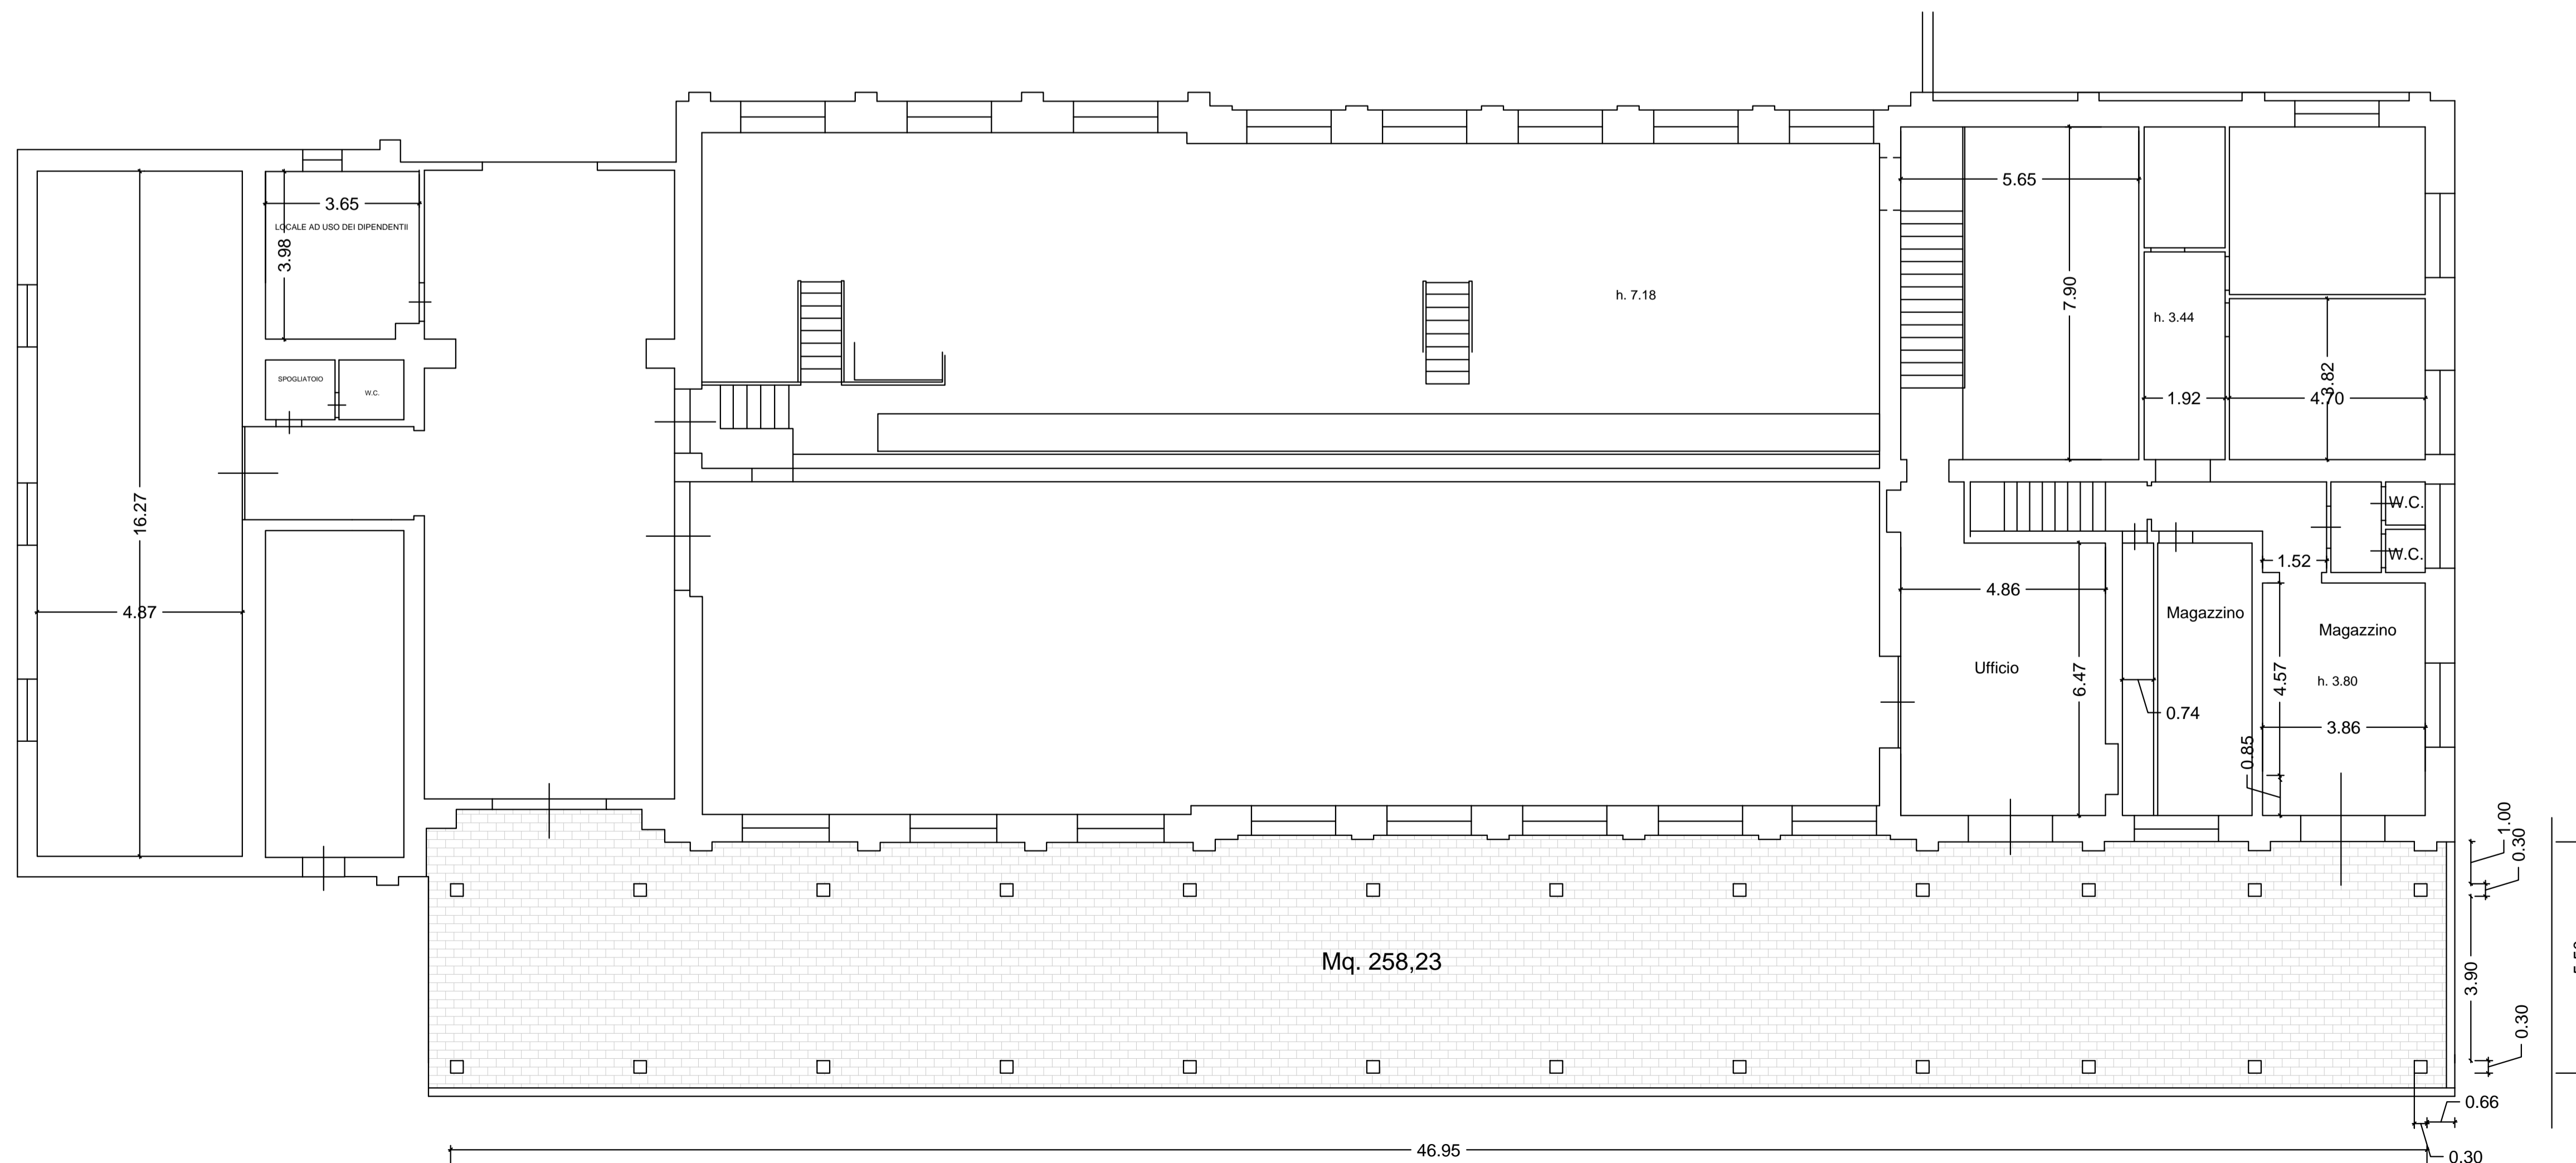 5.65
3.65
LOCALE AD USO DEI DIPENDENTII
3.98
h. 7.18
7.90
h. 3.44
3.82
SPOGLIATOIO
W.C.
1.92
4.70
16.27
W.C.
W.C.
1.52
4.87
4.86
Magazzino
Magazzino
Ufficio
6.47
4.57
h. 3.80
0.74
0.85
3.86
1.00
0.30
Mq. 258,23
3.90
0.30
0.66
46.95
0.30